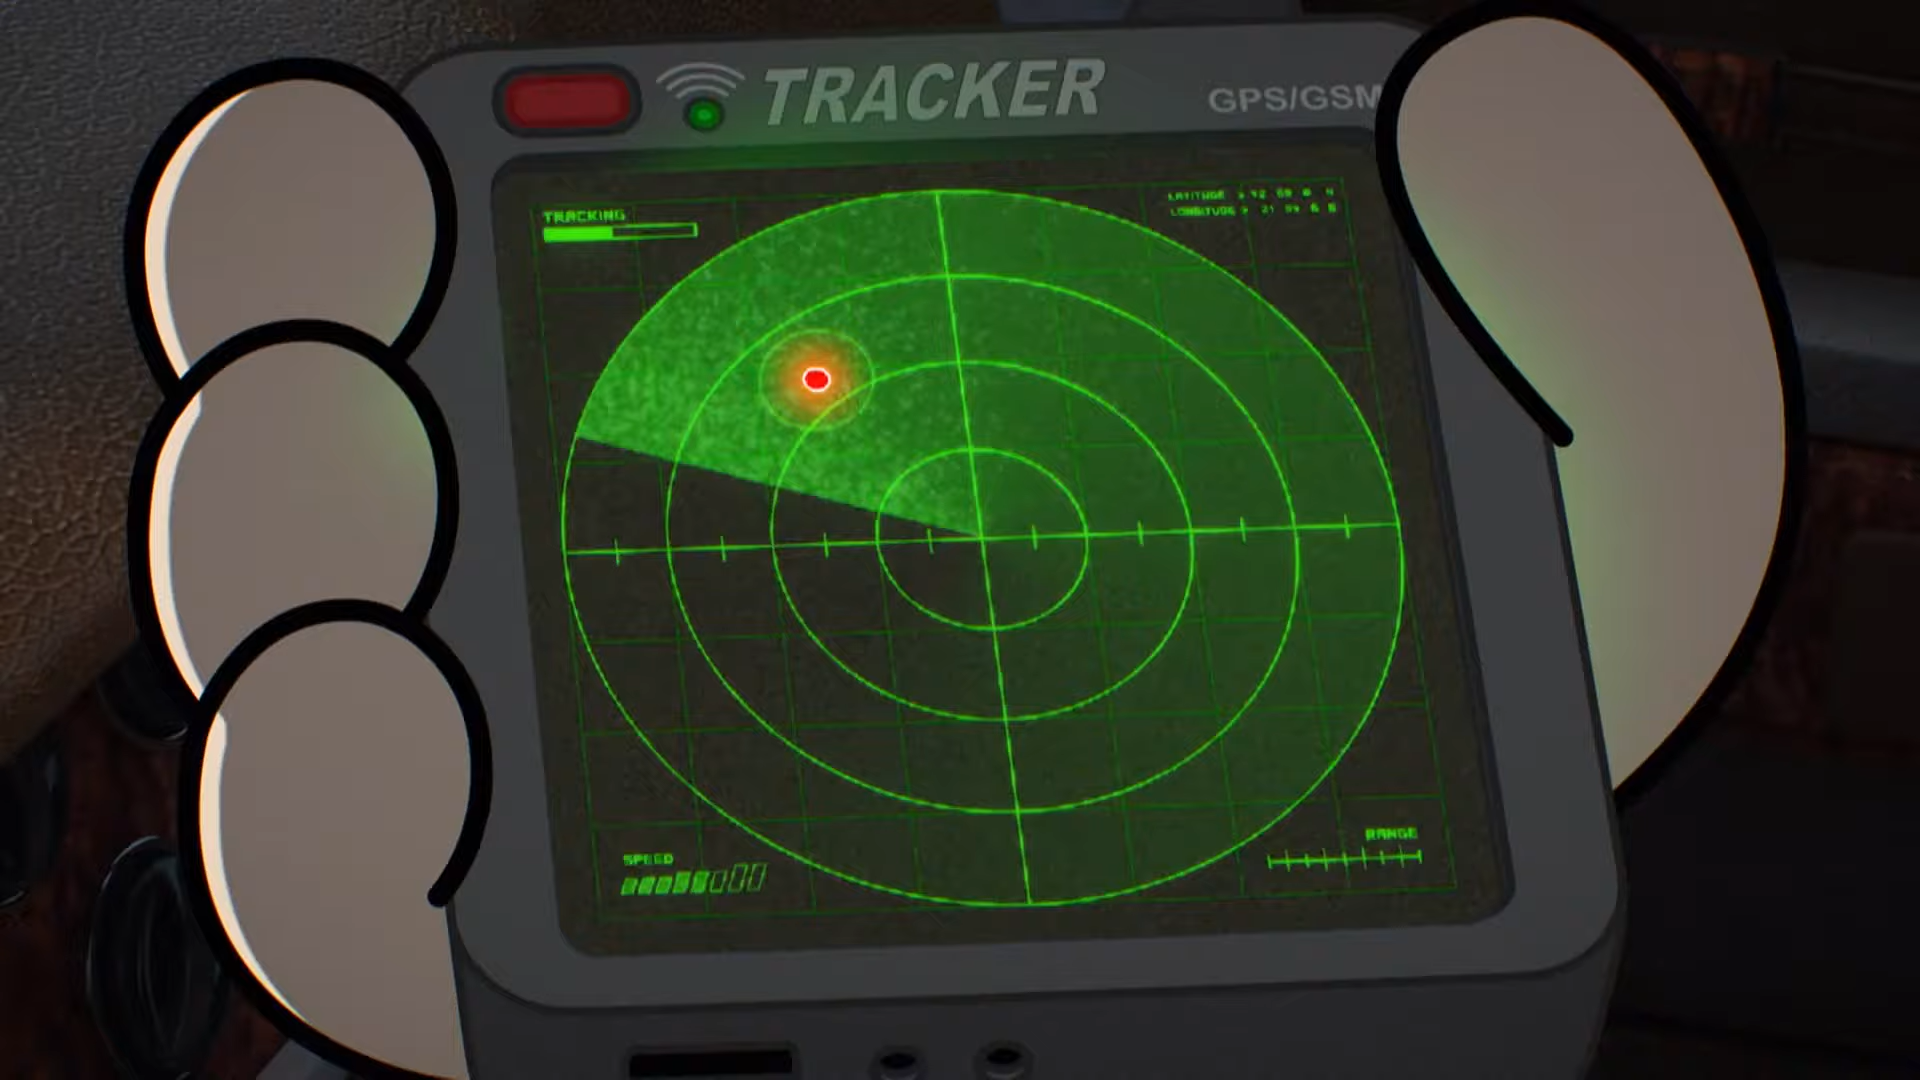 TRACKER
GPS/GSM
TRACKING
LATITUDE
LONGITUDE
SPEED
RANGE